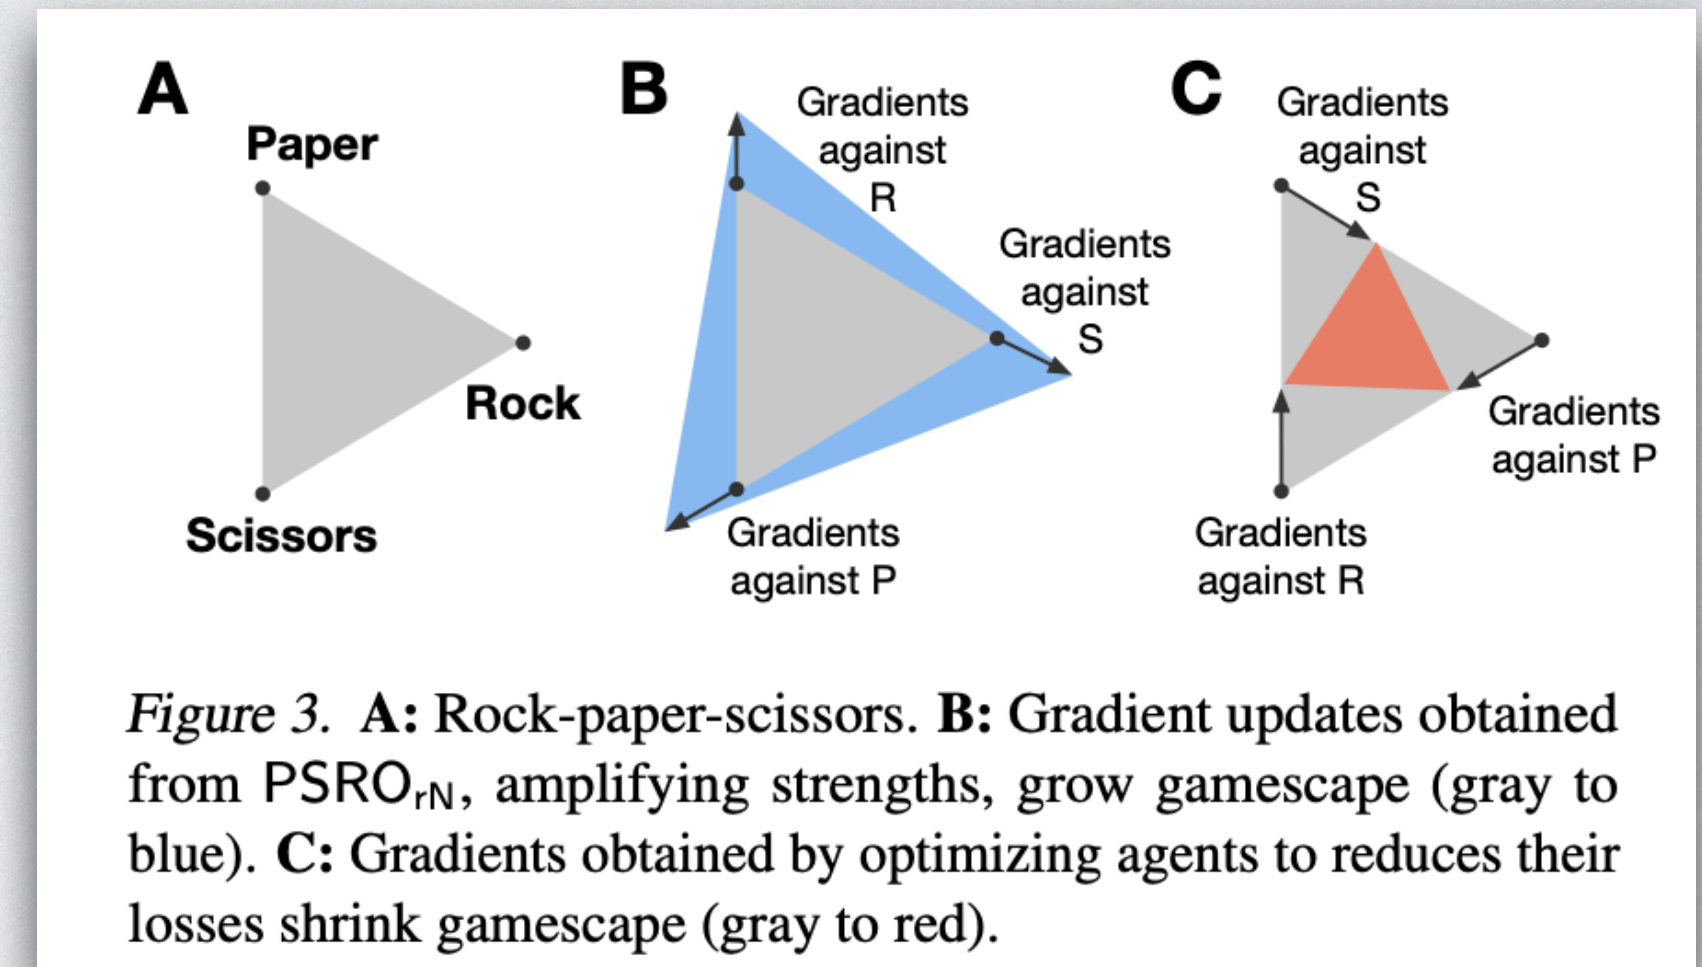 A
Paper
Rock
Scissors
B
Gradients
against
R
Gradients
against
S
Gradients
against P
C
Gradients
against
S
Gradients
against P
Gradients
against R
Figure 3. A: Rock-paper-scissors. B: Gradient updates obtained
from PSROrN, amplifying strengths, grow gamescape (gray to
blue). C: Gradients obtained by optimizing agents to reduces their
losses shrink gamescape (gray to red).